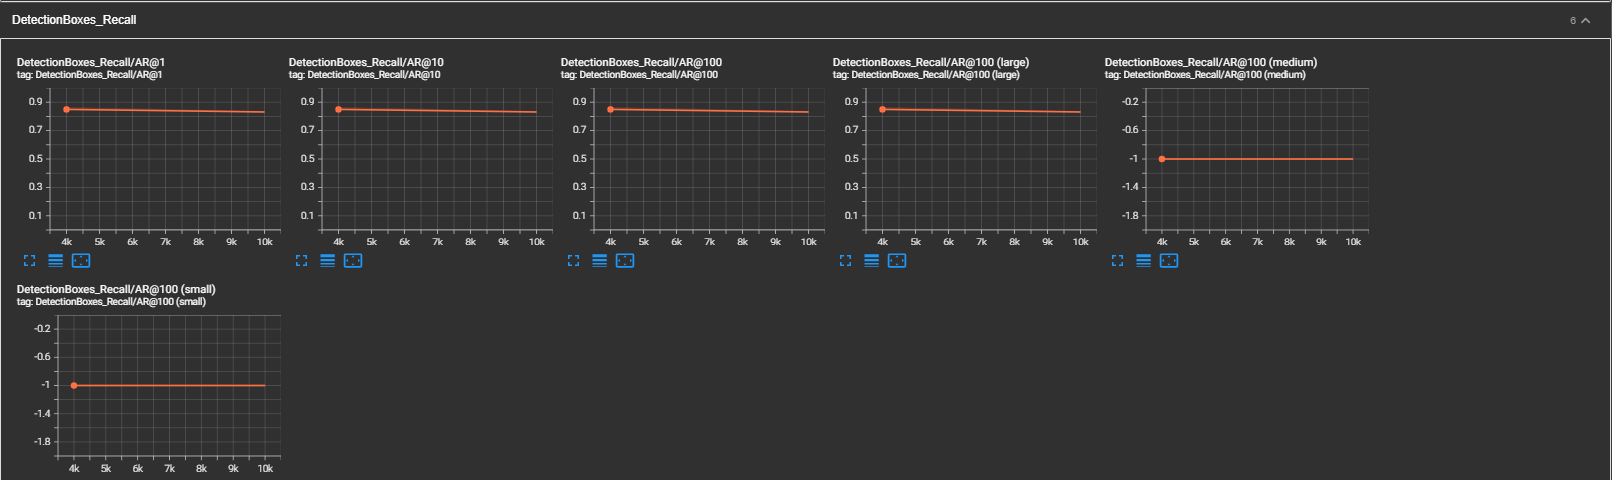 DetectionBoxes_Recall
6
DetectionBoxes_Recall/AR@1
tag: DetectionBoxes_Recall/AR@1
0.9
0.7
0.5
0.3
0.1
4k 5k 6k 7k 8k 9k 10k
DetectionBoxes_Recall/AR@10
tag: DetectionBoxes_Recall/AR@10
0.9
0.7
0.5
0.3
0.1
4k 5k 6k 7k 8k 9k 10k
DetectionBoxes_Recall/AR@100
tag: DetectionBoxes_Recall/AR@100
0.9
0.7
0.5
0.3
0.1
4k 5k 6k 7k 8k 9k 10k
DetectionBoxes_Recall/AR@100 (large)
tag: DetectionBoxes_Recall/AR@100 (large)
0.9
0.7
0.5
0.3
0.1
4k 5k 6k 7k 8k 9k 10k
DetectionBoxes_Recall/AR@100 (medium)
tag: DetectionBoxes_Recall/AR@100 (medium)
-0.2
-0.6
-1
-1.4
-1.8
4k 5k 6k 7k 8k 9k 10k
DetectionBoxes_Recall/AR@100 (small)
tag: DetectionBoxes_Recall/AR@100 (small)
-0.2
-0.6
-1
-1.4
-1.8
4k 5k 6k 7k 8k 9k 10k